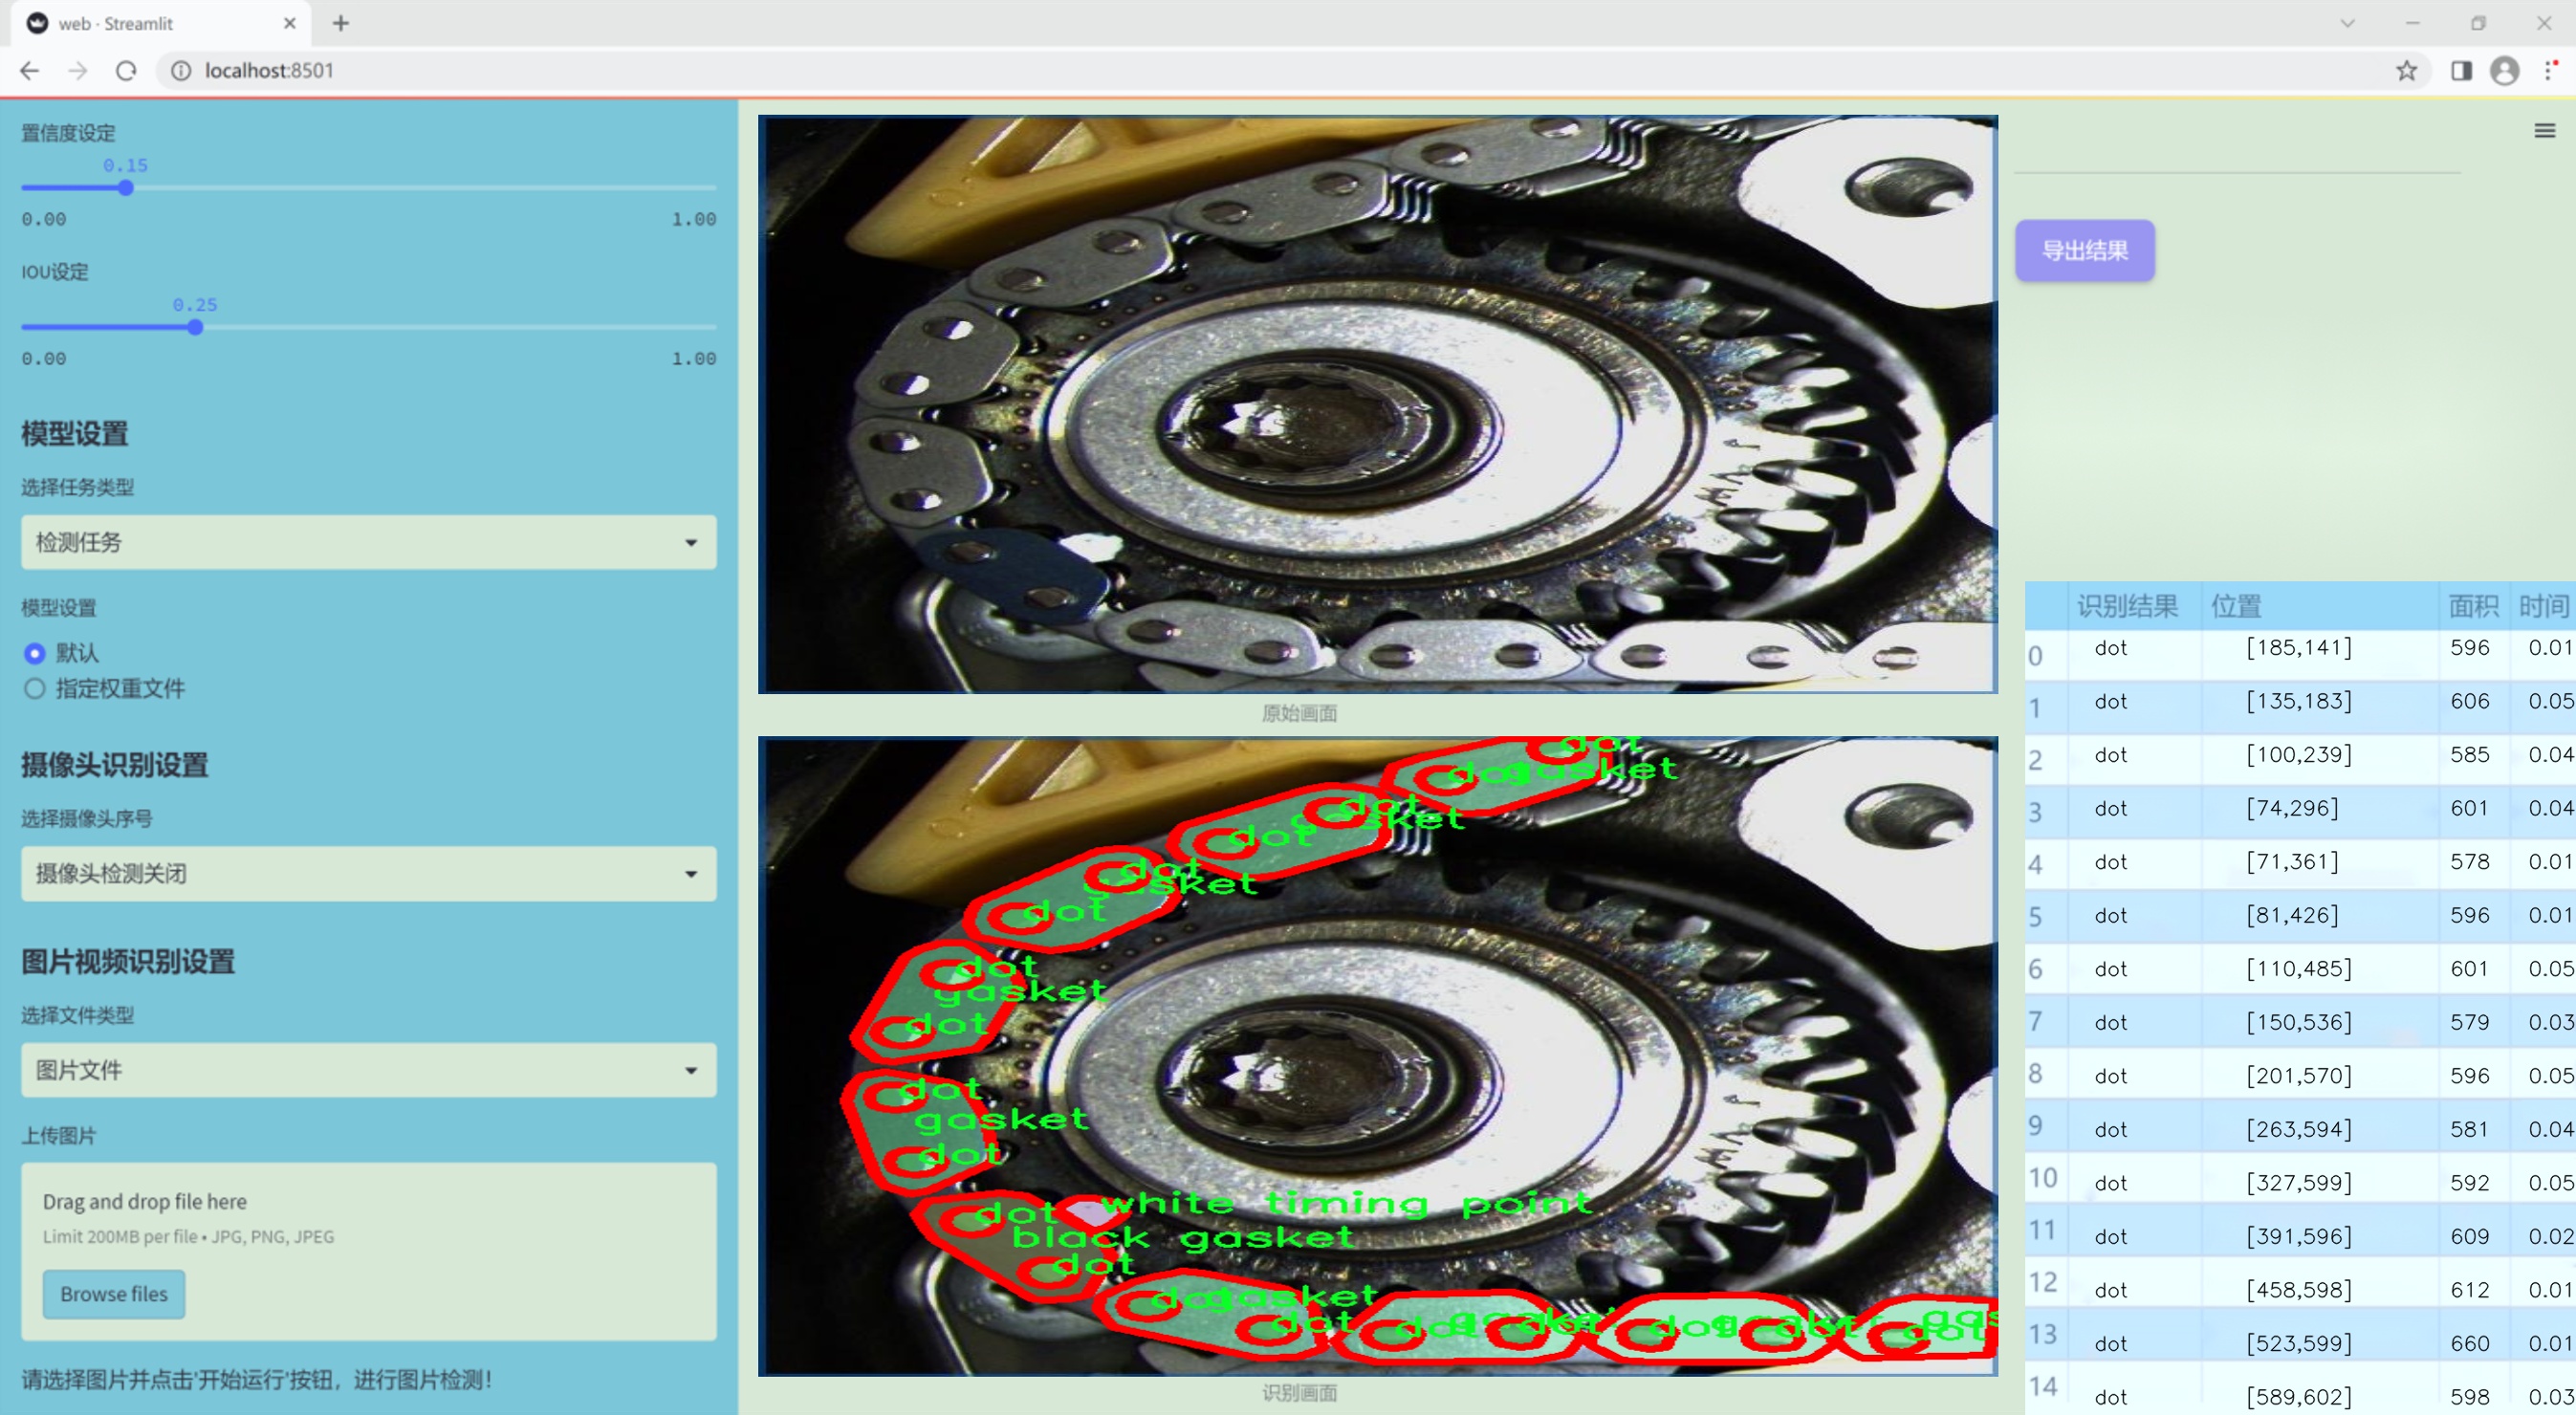 web · Streamlit
localhost:8501
置信度设定
0.15
0.00 1.00
IOU设定
0.25
0.00 1.00
模型设置
选择任务类型
检测任务
模型设置
默认
指定权重文件
摄像头识别设置
选择摄像头序号
摄像头检测关闭
图片视频识别设置
选择文件类型
图片文件
上传图片
Drag and drop file here
Limit 200MB per file • JPG, PNG, JPEG
Browse files
请选择图片并点击'开始运行'按钮，进行图片检测！
原始画面
dot
dot gasket
dot
gasket
dot
dot
gasket
dot
dot
gasket
dot
dot
gasket
dot
white timing point
dot
black gasket
dot
dot gasket
dot
dot
dot
dot
识别画面
导出结果
识别结果 位置 面积 时间
0 dot [185,141] 596 0.01
1 dot [135,183] 606 0.05
2 dot [100,239] 585 0.04
3 dot [74,296] 601 0.04
4 dot [71,361] 578 0.01
5 dot [81,426] 596 0.01
6 dot [110,485] 601 0.05
7 dot [150,536] 579 0.03
8 dot [201,570] 596 0.05
9 dot [263,594] 581 0.04
10 dot [327,599] 592 0.05
11 dot [391,596] 609 0.02
12 dot [458,598] 612 0.01
13 dot [523,599] 660 0.01
14 dot [589,602] 598 0.03